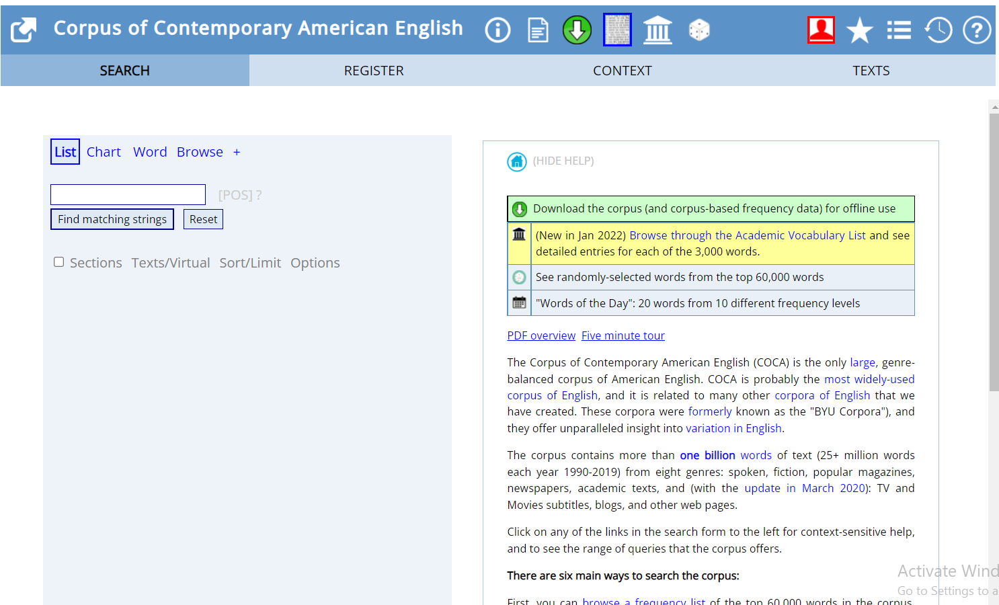 Corpus of Contemporary American English
SEARCH REGISTER CONTEXT TEXTS
List Chart Word Browse +
[POS] ?
Find matching strings Reset
Sections Texts/Virtual Sort/Limit Options
(HIDE HELP)
Download the corpus (and corpus-based frequency data) for offline use
(New in Jan 2022) Browse through the Academic Vocabulary List and see
detailed entries for each of the 3,000 words.
See randomly-selected words from the top 60,000 words
"Words of the Day": 20 words from 10 different frequency levels
PDF overview Five minute tour
The Corpus of Contemporary American English (COCA) is the only large, genre-
balanced corpus of American English. COCA is probably the most widely-used
corpus of English, and it is related to many other corpora of English that we
have created. These corpora were formerly known as the "BYU Corpora"), and
they offer unparalleled insight into variation in English.
The corpus contains more than one billion words of text (25+ million words
each year 1990-2019) from eight genres: spoken, fiction, popular magazines,
newspapers, academic texts, and (with the update in March 2020): TV and
Movies subtitles, blogs, and other web pages.
Click on any of the links in the search form to the left for context-sensitive help,
and to see the range of queries that the corpus offers.
There are six main ways to search the corpus:
First, you can browse a frequency list of the top 60,000 words in the corpus,
Activate Wind
Go to Settings to a